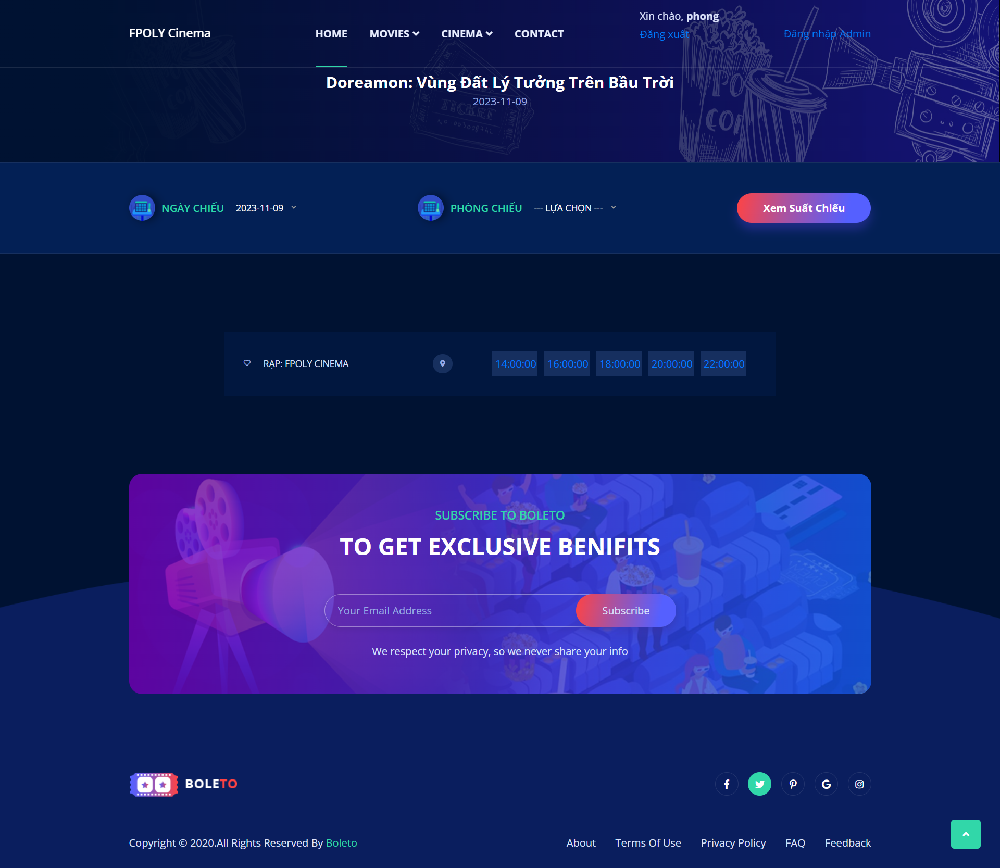 FPOLY Cinema
HOME
MOVIES
CINEMA
CONTACT
Xin chào, phong
Đăng xuất
Đăng nhập Admin
Doreamon: Vùng Đất Lý Tưởng Trên Bầu Trời
2023-11-09
TICKET
PO
COR
NGÀY CHIẾU 2023-11-09
PHÒNG CHIẾU --- LỰA CHỌN ---
Xem Suất Chiếu
RẠP: FPOLY CINEMA
14:00:00 16:00:00 18:00:00 20:00:00 22:00:00
SUBSCRIBE TO BOLETO
TO GET EXCLUSIVE BENIFITS
Your Email Address
Subscribe
We respect your privacy, so we never share your info
BOLETO
Copyright © 2020.All Rights Reserved By Boleto
About
Terms Of Use
Privacy Policy
FAQ
Feedback